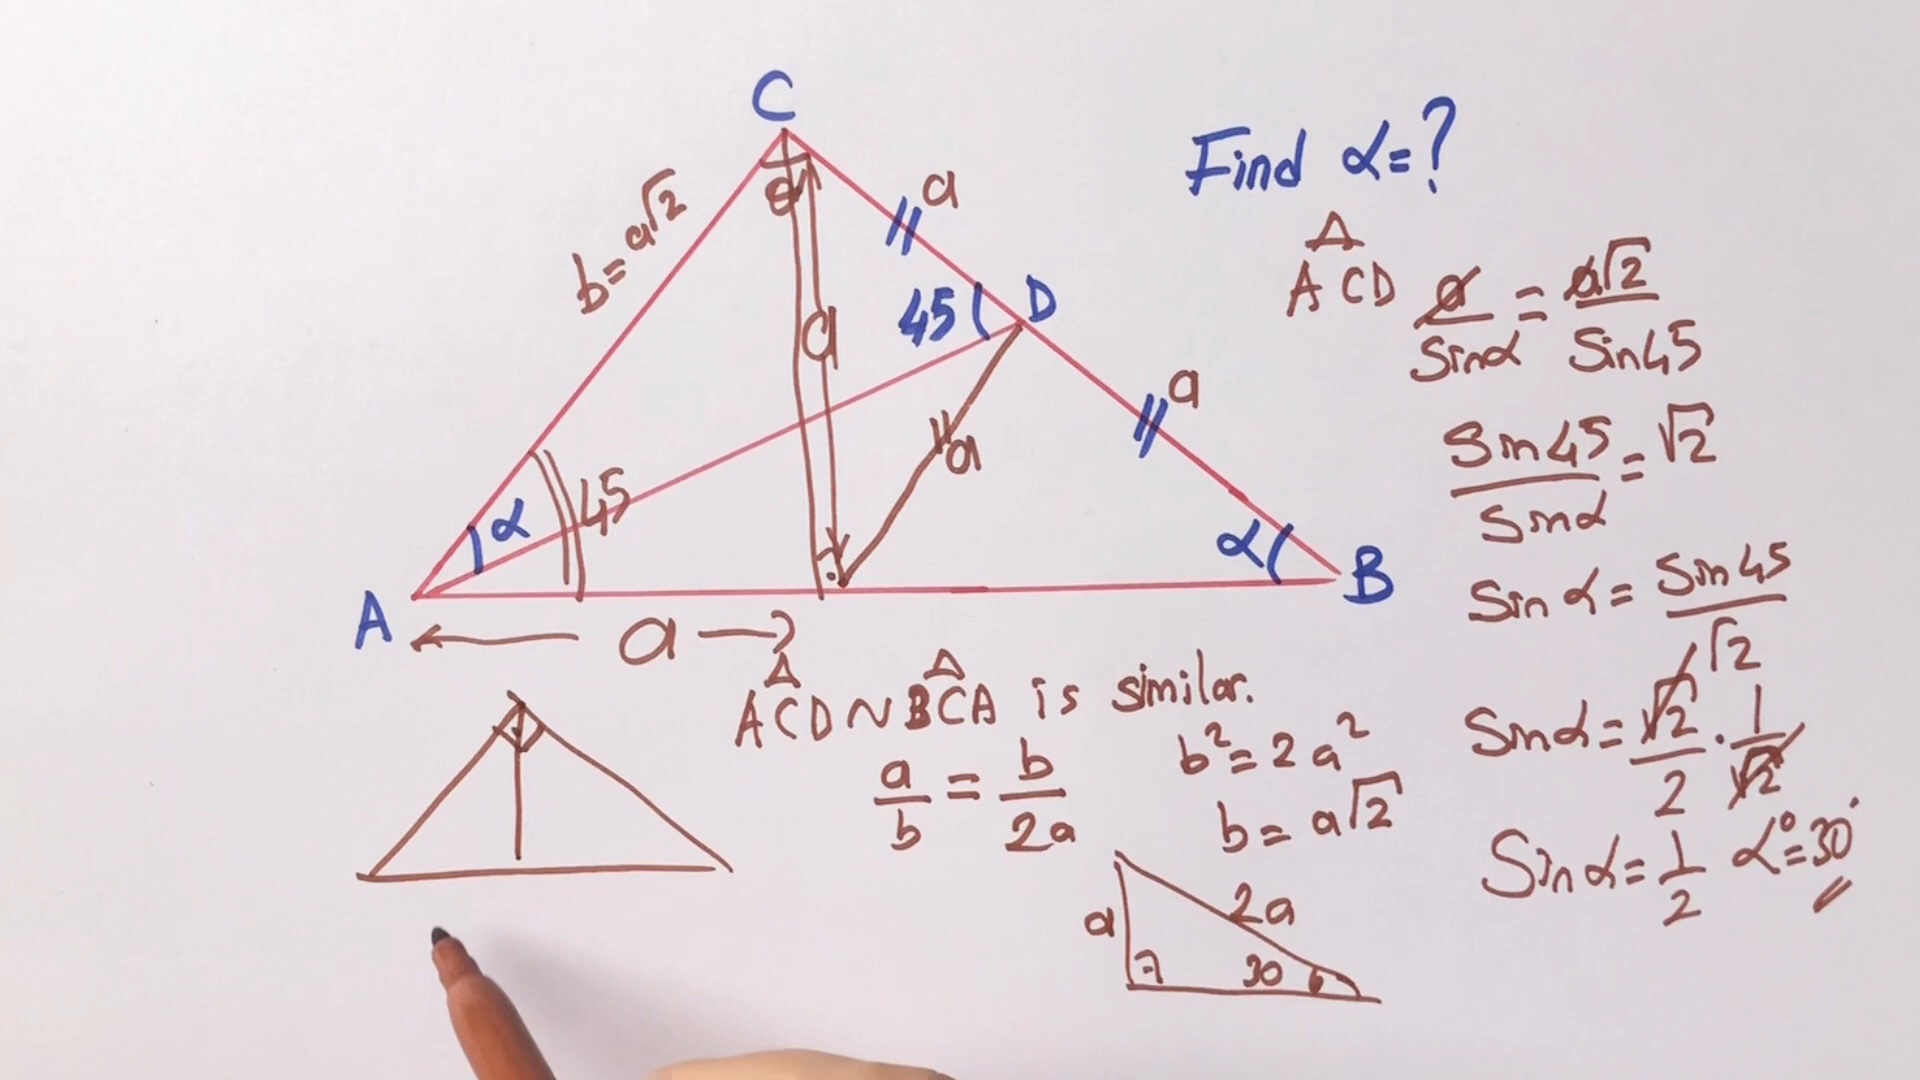 C
Find α=?
b=a√2
a
a
45
D
a
a
a
α
45
α
A
B
a
ACD
a/sinα = a√2/Sin45
Sin45/Sinα = √2
Sin α = Sin45/√2
Sinα = √2/2 · 1/√2
Sinα = 1/2 α°=30°
ACD ~ BCA is similar.
a/b = b/2a
b²=2a²
b=a√2
a
2a
30